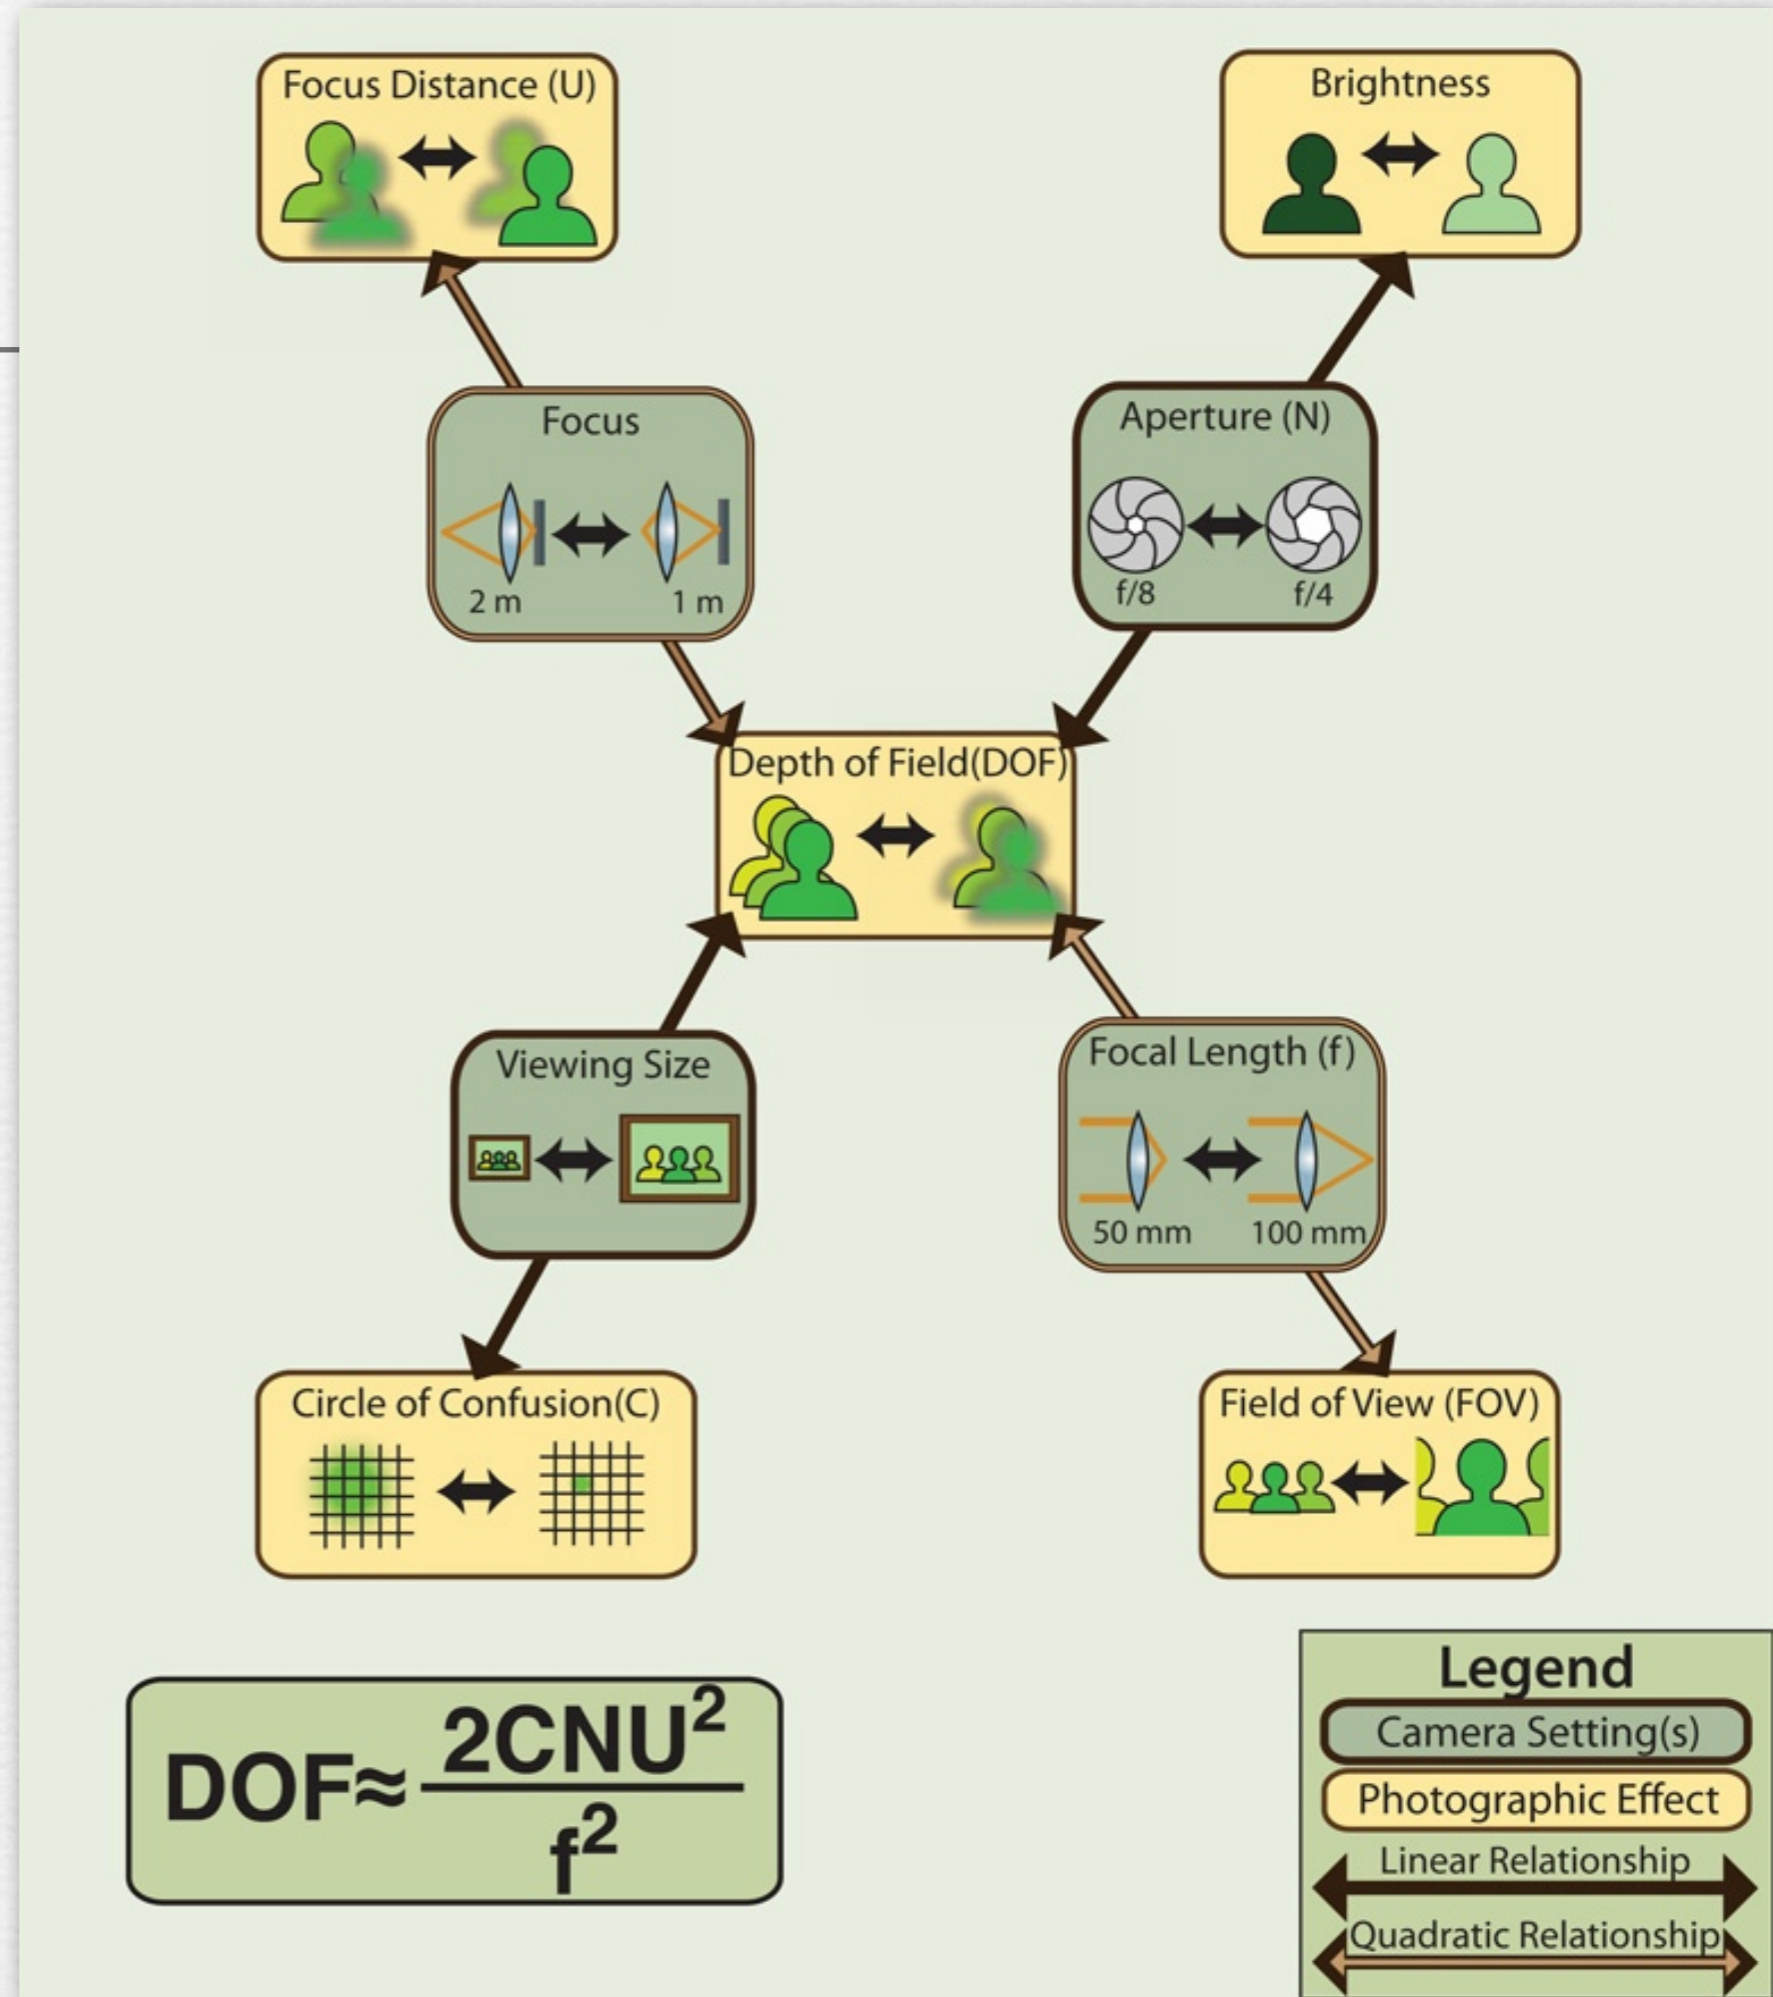 Focus Distance (U)
Brightness
Focus
2 m
1 m
Aperture (N)
f/8
f/4
Depth of Field(DOF)
Viewing Size
Focal Length (f)
50 mm
100 mm
Circle of Confusion(C)
Field of View (FOV)
DOF≈ 2CNU²
f²
Legend
Camera Setting(s)
Photographic Effect
Linear Relationship
Quadratic Relationship